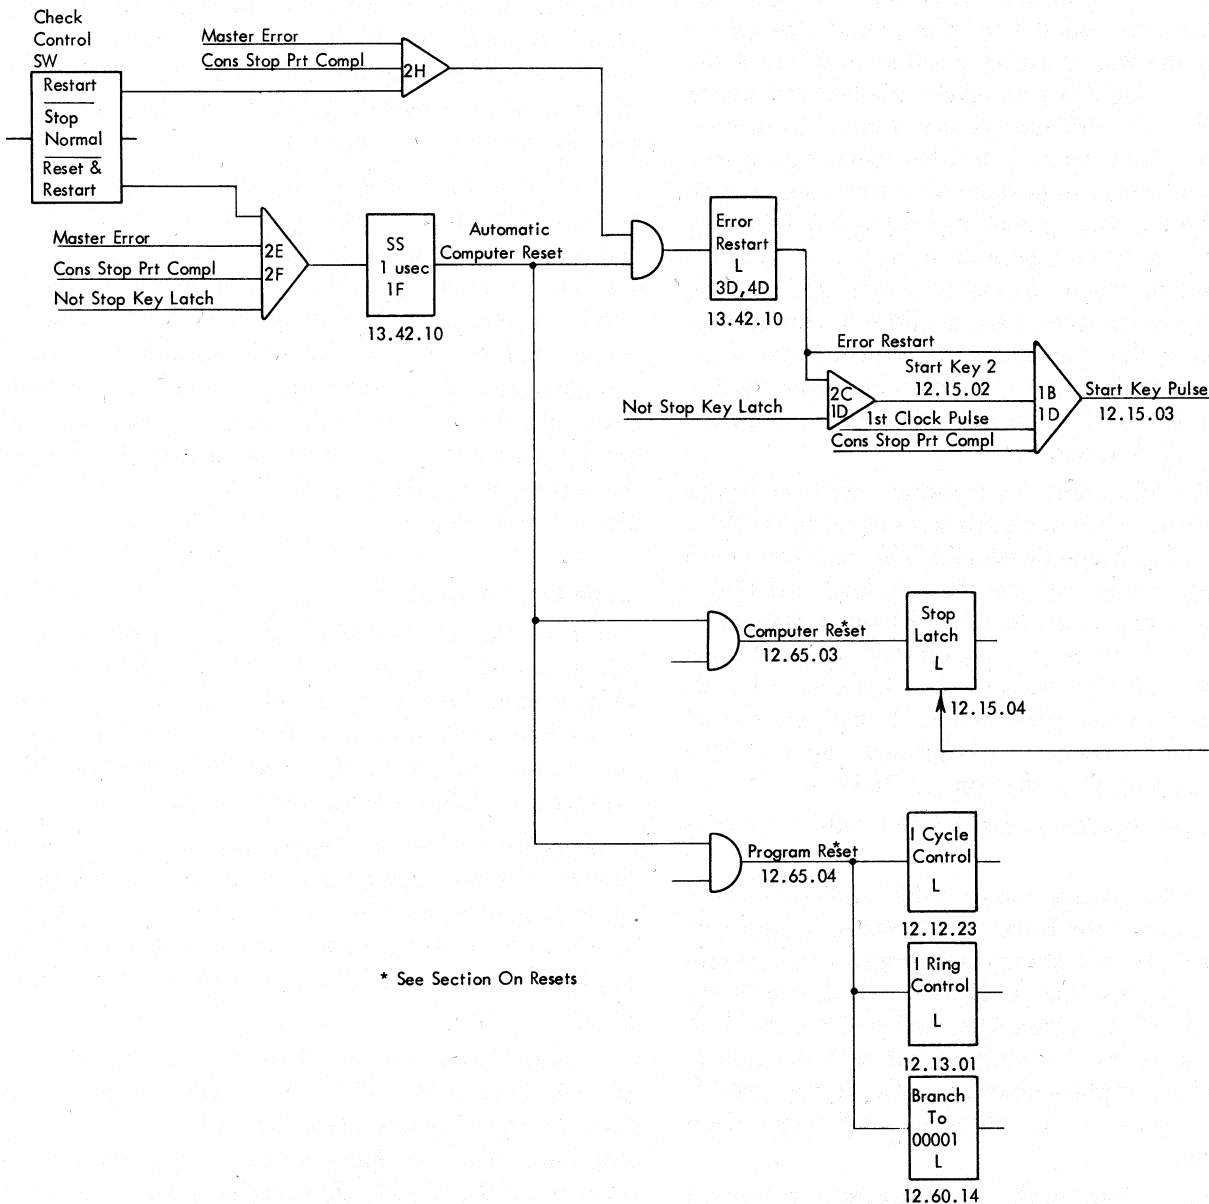 Check
Control
SW
Restart
Stop
Normal
Reset &
Restart
Master Error
Cons Stop Prt Compl
2H
Master Error
Cons Stop Prt Compl
Not Stop Key Latch
2E
2F
SS
1 usec
1F
13.42.10
Automatic
Computer Reset
Error
Restart
L
3D,4D
13.42.10
Error Restart
Start Key 2
12.15.02
Not Stop Key Latch
2C
1D
1st Clock Pulse
Cons Stop Prt Compl
1B
1D
Start Key Pulse
12.15.03
Computer Reset*
12.65.03
Stop
Latch
L
12.15.04
Program Reset*
12.65.04
I Cycle
Control
L
12.12.23
I Ring
Control
L
12.13.01
Branch
To
00001
L
12.60.14
* See Section On Resets